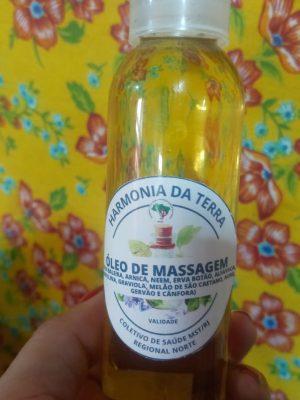 HARMONIA DA TERRA
ÓLEO DE MASSAGEM
ARNICA, NEEM, ERVA BOTÃO,
GRAVIOLA, MELÃO DE SÃO CAETANO,
GERVÃO E CÂNFORA)
VALIDADE
COLETIVO DE SAÚDE MST/RJ
REGIONAL NORTE